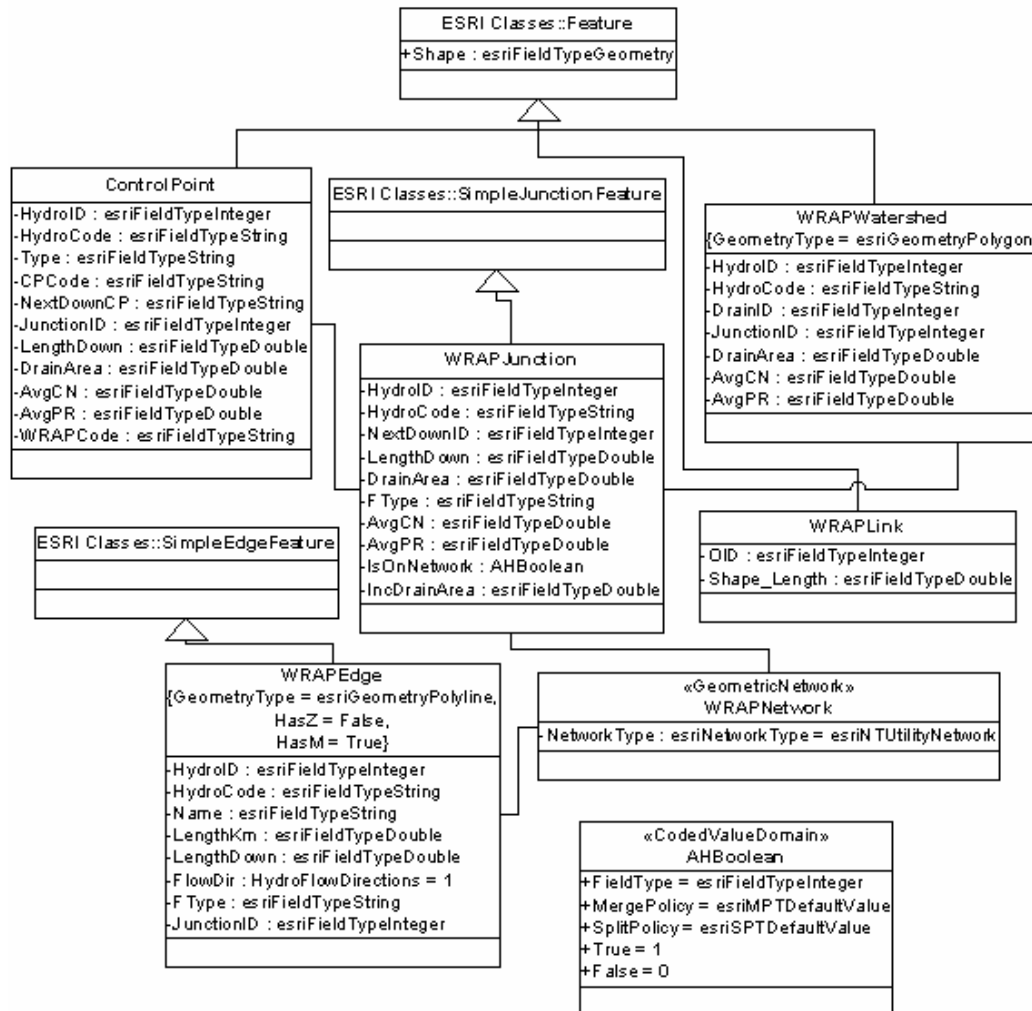 ESRI Classes::Feature
+Shape : esriFieldTypeGeometry
ControlPoint
-HydroID : esriFieldTypeInteger
-HydroCode : esriFieldTypeString
-Type : esriFieldTypeString
-CPCode : esriFieldTypeString
-NextDownCP : esriFieldTypeString
-JunctionID : esriFieldTypeInteger
-LengthDown : esriFieldTypeDouble
-DrainArea : esriFieldTypeDouble
-AvgCN : esriFieldTypeDouble
-AvgPR : esriFieldTypeDouble
-WRAPCode : esriFieldTypeString
ESRI Classes::SimpleJunctionFeature
WRAPWatershed
{GeometryType = esriGeometryPolygon
-HydroID : esriFieldTypeInteger
-HydroCode : esriFieldTypeString
-DrainID : esriFieldTypeInteger
-JunctionID : esriFieldTypeInteger
-DrainArea : esriFieldTypeDouble
-AvgCN : esriFieldTypeDouble
-AvgPR : esriFieldTypeDouble
WRAPJunction
-HydroID : esriFieldTypeInteger
-HydroCode : esriFieldTypeString
-NextDownID : esriFieldTypeInteger
-LengthDown : esriFieldTypeDouble
-DrainArea : esriFieldTypeDouble
-FType : esriFieldTypeString
-AvgCN : esriFieldTypeDouble
-AvgPR : esriFieldTypeDouble
-IsOnNetwork : AHBoolean
-IncDrainArea : esriFieldTypeDouble
WRAPLink
-OID : esriFieldTypeInteger
-Shape_Length : esriFieldTypeDouble
ESRI Classes::SimpleEdgeFeature
WRAPEdge
{GeometryType = esriGeometryPolyline,
HasZ = False,
HasM = True}
-HydroID : esriFieldTypeInteger
-HydroCode : esriFieldTypeString
-Name : esriFieldTypeString
-LengthKm : esriFieldTypeDouble
-LengthDown : esriFieldTypeDouble
-FlowDir : HydroFlowDirections = 1
-FType : esriFieldTypeString
-JunctionID : esriFieldTypeInteger
«GeometricNetwork»
WRAPNetwork
-NetworkType : esriNetworkType = esriNTUtilityNetwork
«CodedValueDomain»
AHBoolean
+FieldType = esriFieldTypeInteger
+MergePolicy = esriMPTDefaultValue
+SplitPolicy = esriSPTDefaultValue
+True = 1
+False = 0